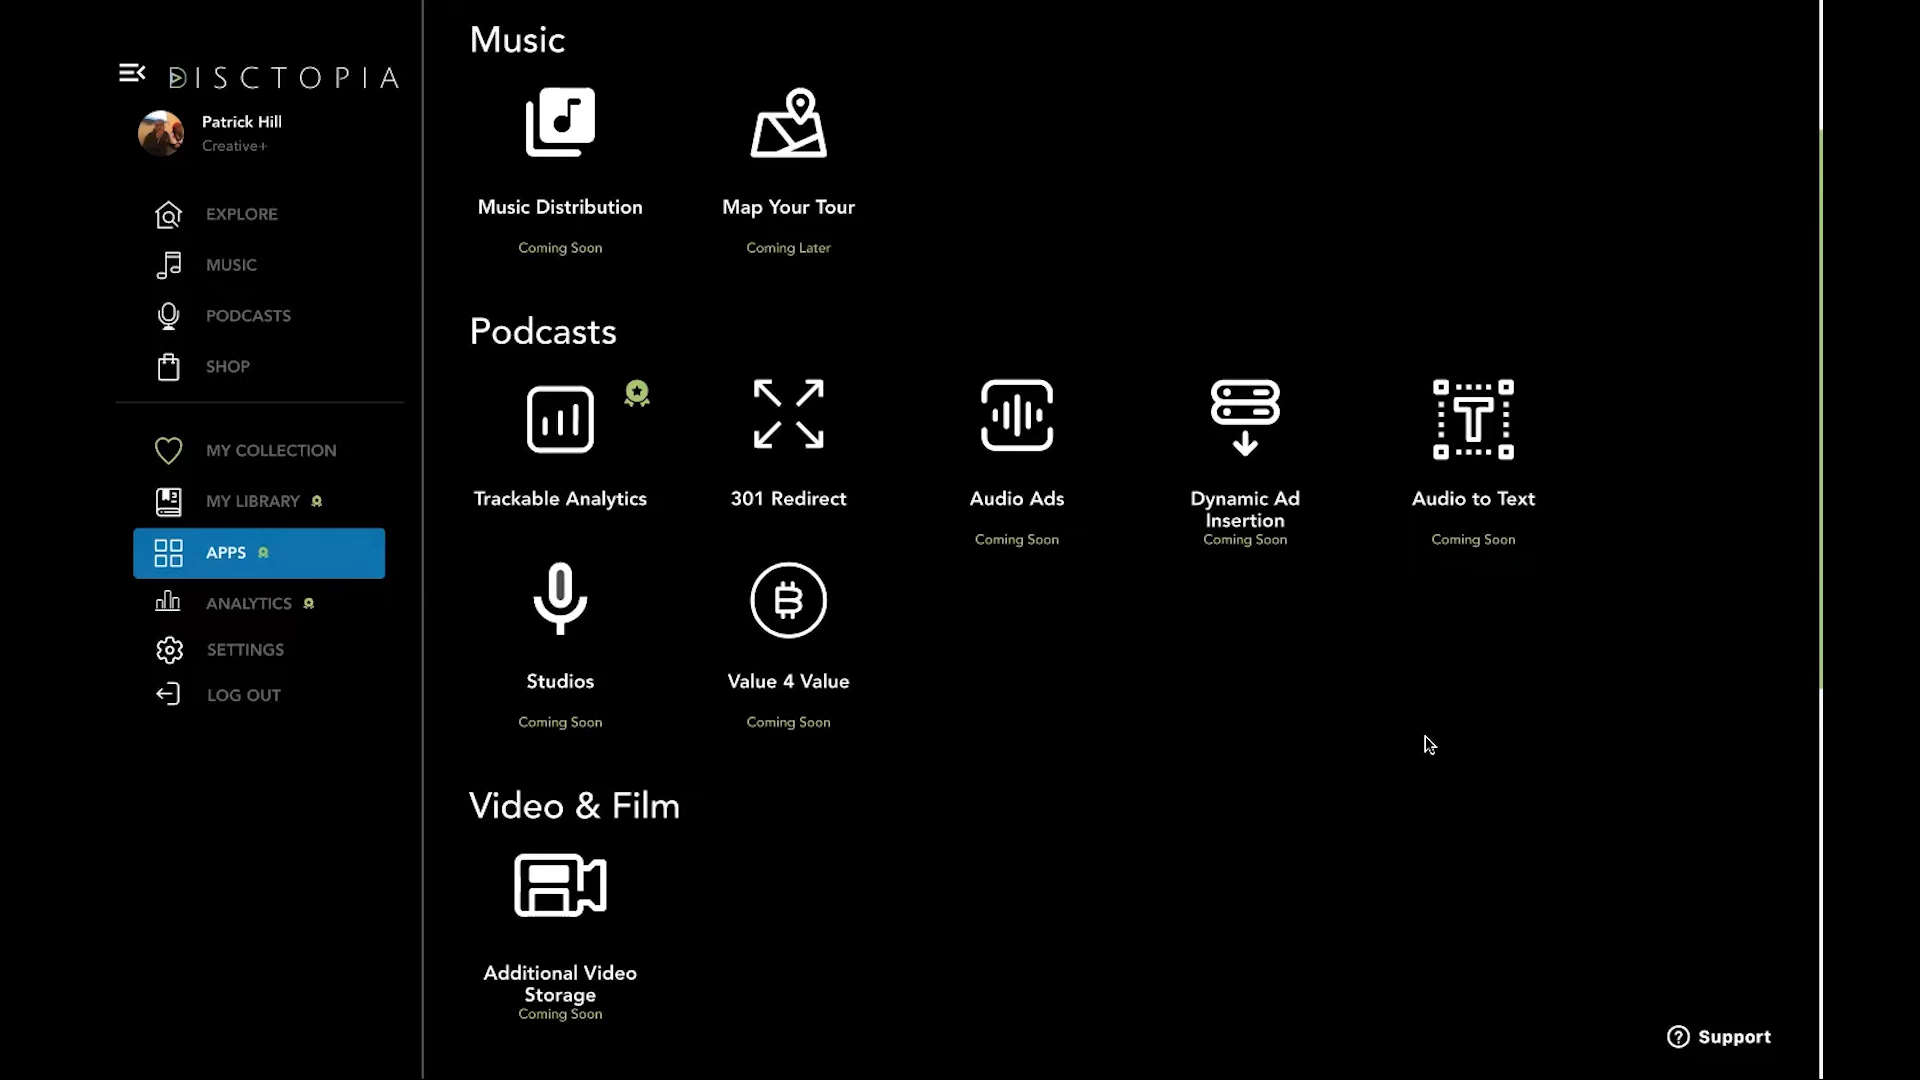 DISCTOPIA
Patrick Hill
Creative+
EXPLORE
MUSIC
PODCASTS
SHOP
MY COLLECTION
MY LIBRARY
APPS
ANALYTICS
SETTINGS
LOG OUT
Music
Music Distribution
Coming Soon
Map Your Tour
Coming Later
Podcasts
Trackable Analytics
301 Redirect
Audio Ads
Coming Soon
Dynamic Ad
Insertion
Coming Soon
Audio to Text
Coming Soon
Studios
Coming Soon
Value 4 Value
Coming Soon
Video & Film
Additional Video
Storage
Coming Soon
Support